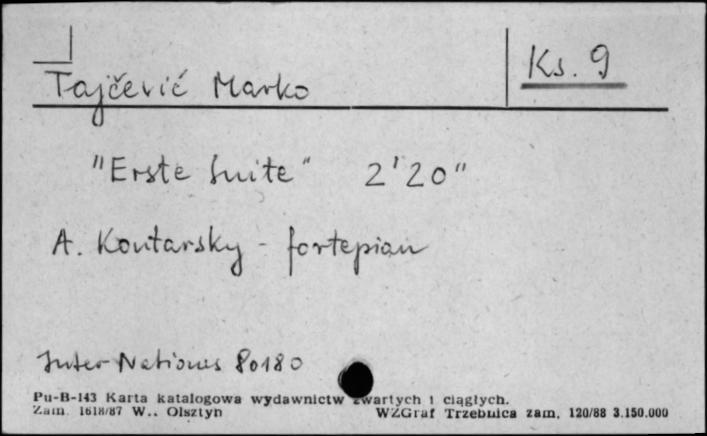 Tajčević Marko Ks. 9
"Erste Suite" 2'20"
A. Kontarsky - fortepian
Inter Nationes 80180
Pu-B-143 Karta katalogowa wydawnictw zwartych i ciągłych.
Zam. 1618/87 W.. Olsztyn WZGraf Trzebnica zam. 120/88 3.150.000